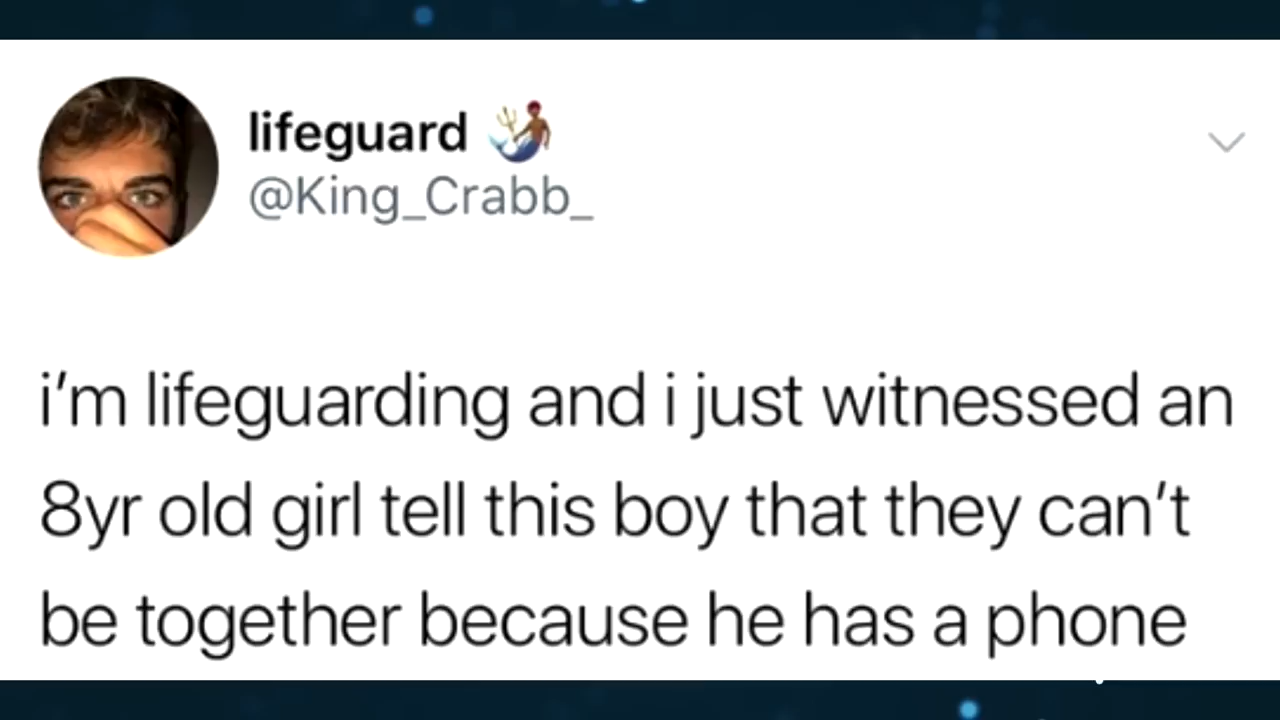 lifeguard 🧜🏾‍♂️
@King_Crabb_
i'm lifeguarding and i just witnessed an
8yr old girl tell this boy that they can't
be together because he has a phone